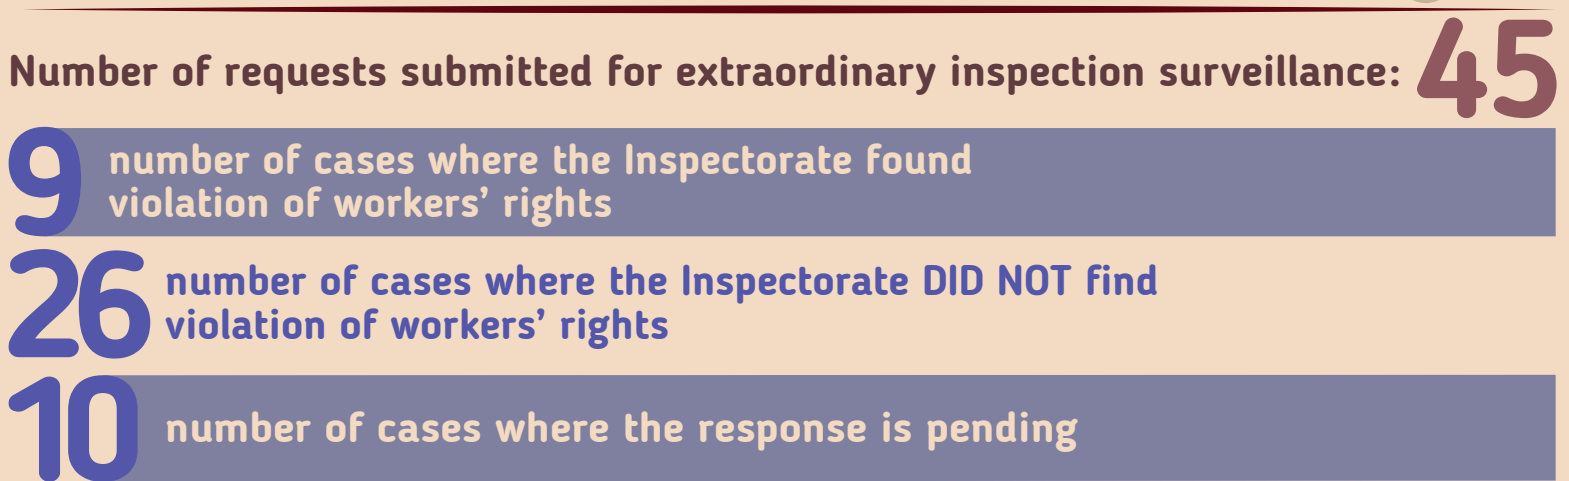 Number of requests submitted for extraordinary inspection surveillance: 45
9 number of cases where the Inspectorate found
violation of workers’ rights
26 number of cases where the Inspectorate DID NOT find
violation of workers’ rights
10 number of cases where the response is pending